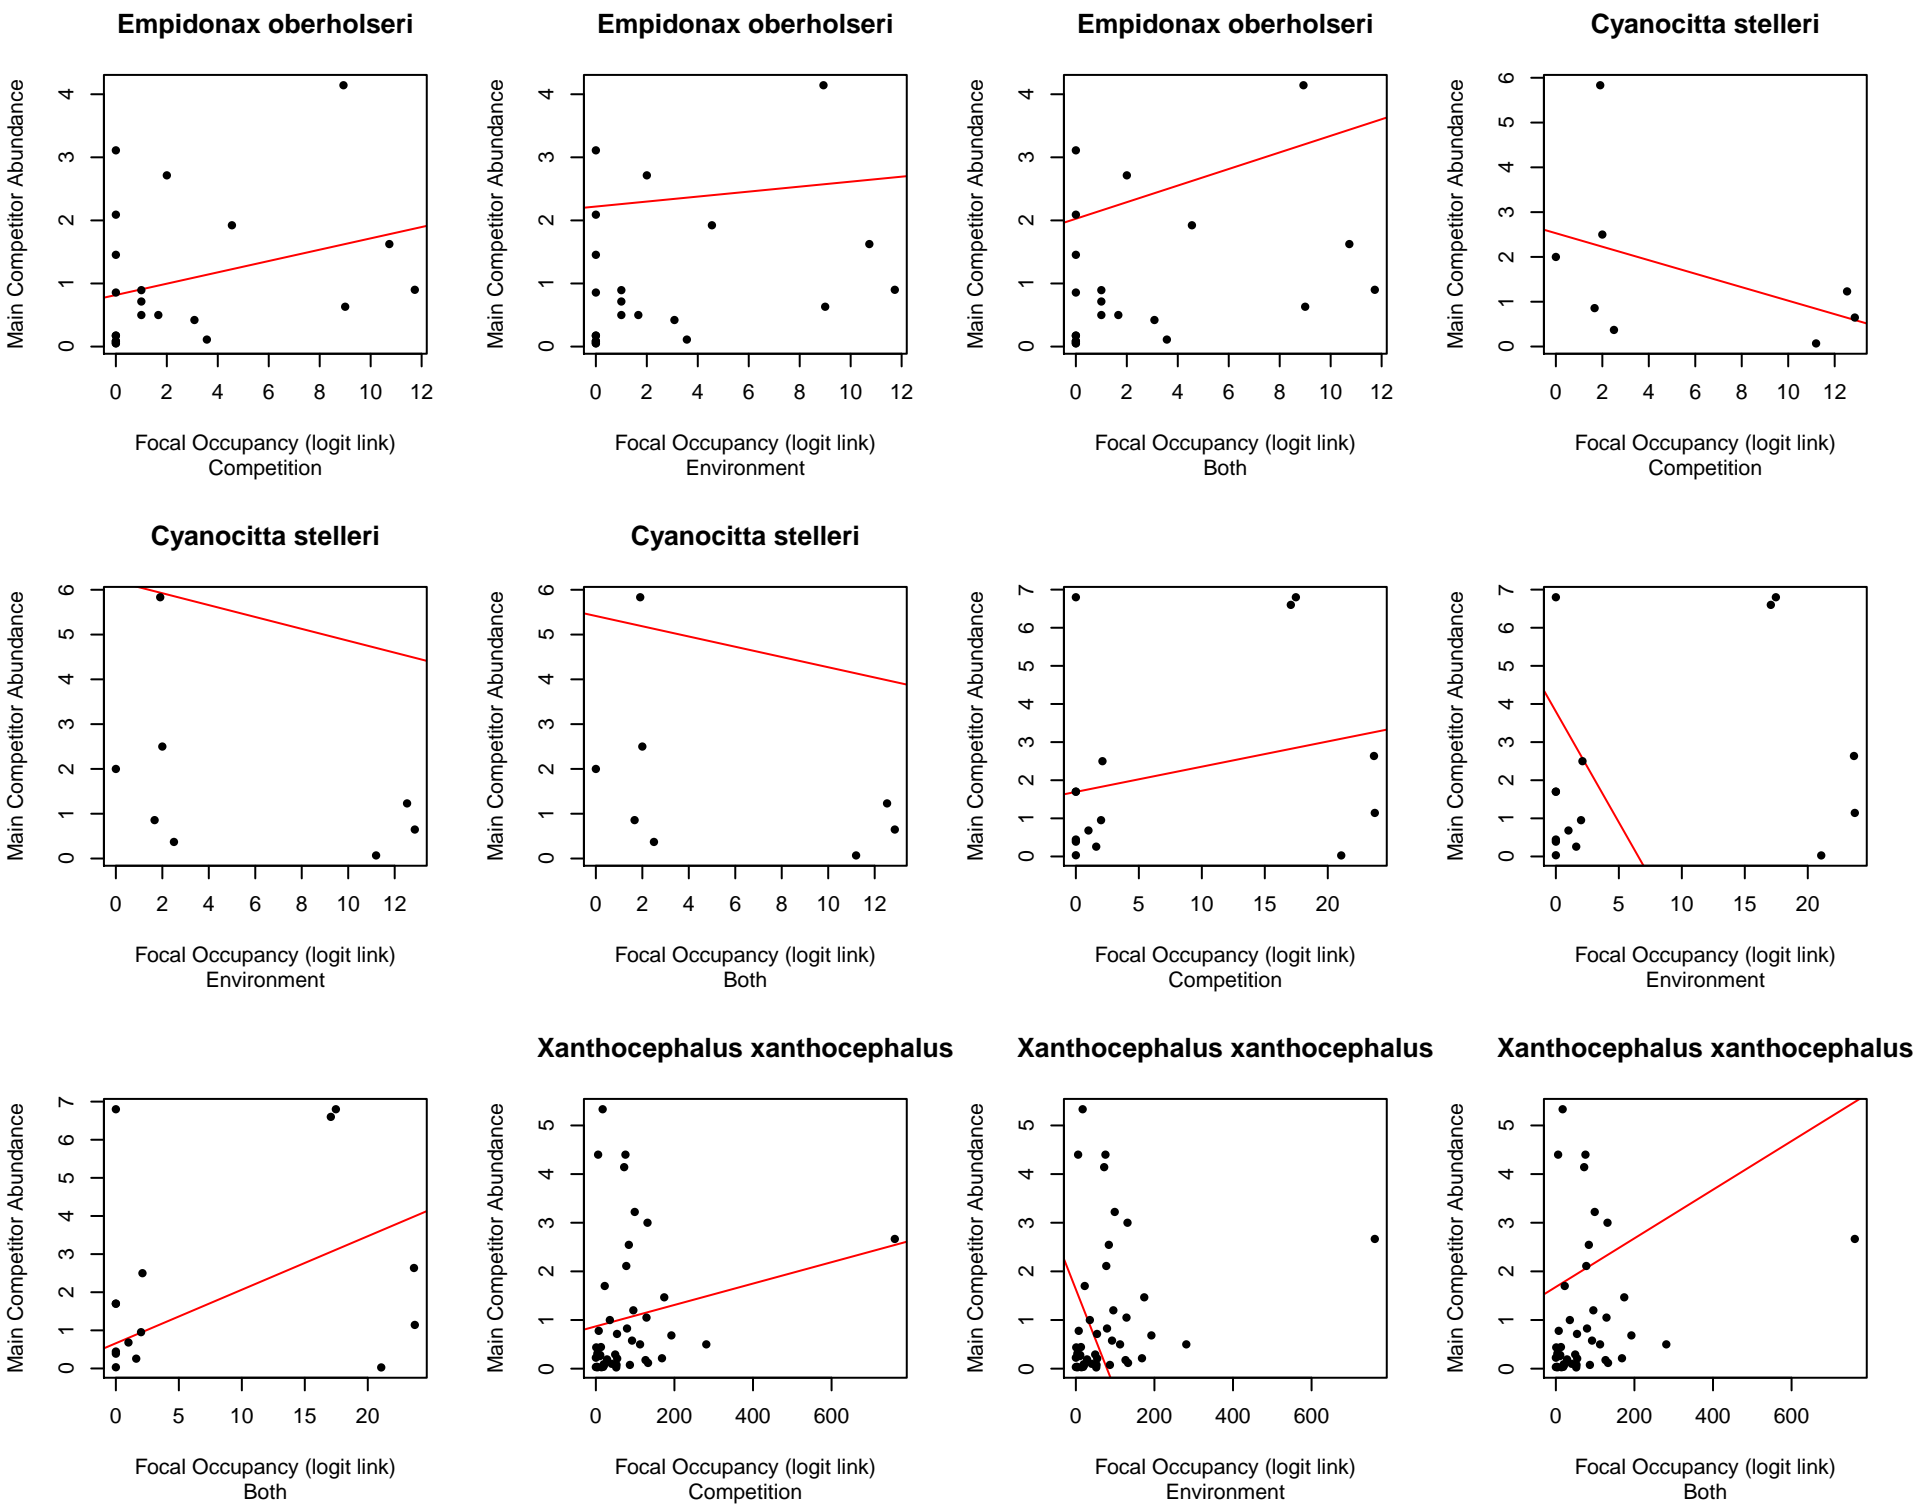 Empidonax oberholseri
Main Competitor Abundance
0 1 2 3 4
0 2 4 6 8 10 12
Focal Occupancy (logit link)
Competition
Empidonax oberholseri
Main Competitor Abundance
0 1 2 3 4
0 2 4 6 8 10 12
Focal Occupancy (logit link)
Environment
Empidonax oberholseri
Main Competitor Abundance
0 1 2 3 4
0 2 4 6 8 10 12
Focal Occupancy (logit link)
Both
Cyanocitta stelleri
Main Competitor Abundance
0 1 2 3 4 5 6
0 2 4 6 8 10 12
Focal Occupancy (logit link)
Competition
Cyanocitta stelleri
Main Competitor Abundance
0 1 2 3 4 5 6
0 2 4 6 8 10 12
Focal Occupancy (logit link)
Environment
Cyanocitta stelleri
Main Competitor Abundance
0 1 2 3 4 5 6
0 2 4 6 8 10 12
Focal Occupancy (logit link)
Both
Main Competitor Abundance
0 1 2 3 4 5 6 7
0 5 10 15 20
Focal Occupancy (logit link)
Competition
Main Competitor Abundance
0 1 2 3 4 5 6 7
0 5 10 15 20
Focal Occupancy (logit link)
Environment
Main Competitor Abundance
0 1 2 3 4 5 6 7
0 5 10 15 20
Focal Occupancy (logit link)
Both
Xanthocephalus xanthocephalus
Main Competitor Abundance
0 1 2 3 4 5
0 200 400 600
Focal Occupancy (logit link)
Competition
Xanthocephalus xanthocephalus
Main Competitor Abundance
0 1 2 3 4 5
0 200 400 600
Focal Occupancy (logit link)
Environment
Xanthocephalus xanthocephalus
Main Competitor Abundance
0 1 2 3 4 5
0 200 400 600
Focal Occupancy (logit link)
Both